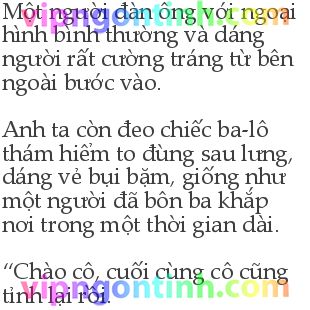 Một người đàn ông với ngoại
hình bình thường và dáng
người rất cường tráng từ bên
ngoài bước vào.
Anh ta còn đeo chiếc ba-lô
thám hiểm to đùng sau lưng,
dáng vẻ bụi bặm, giống như
một người đã bôn ba khắp
nơi trong một thời gian dài.
“Chào cô, cuối cùng cô cũng
tỉnh lại rồi.
vipngontinh.com
vipngontinh.com